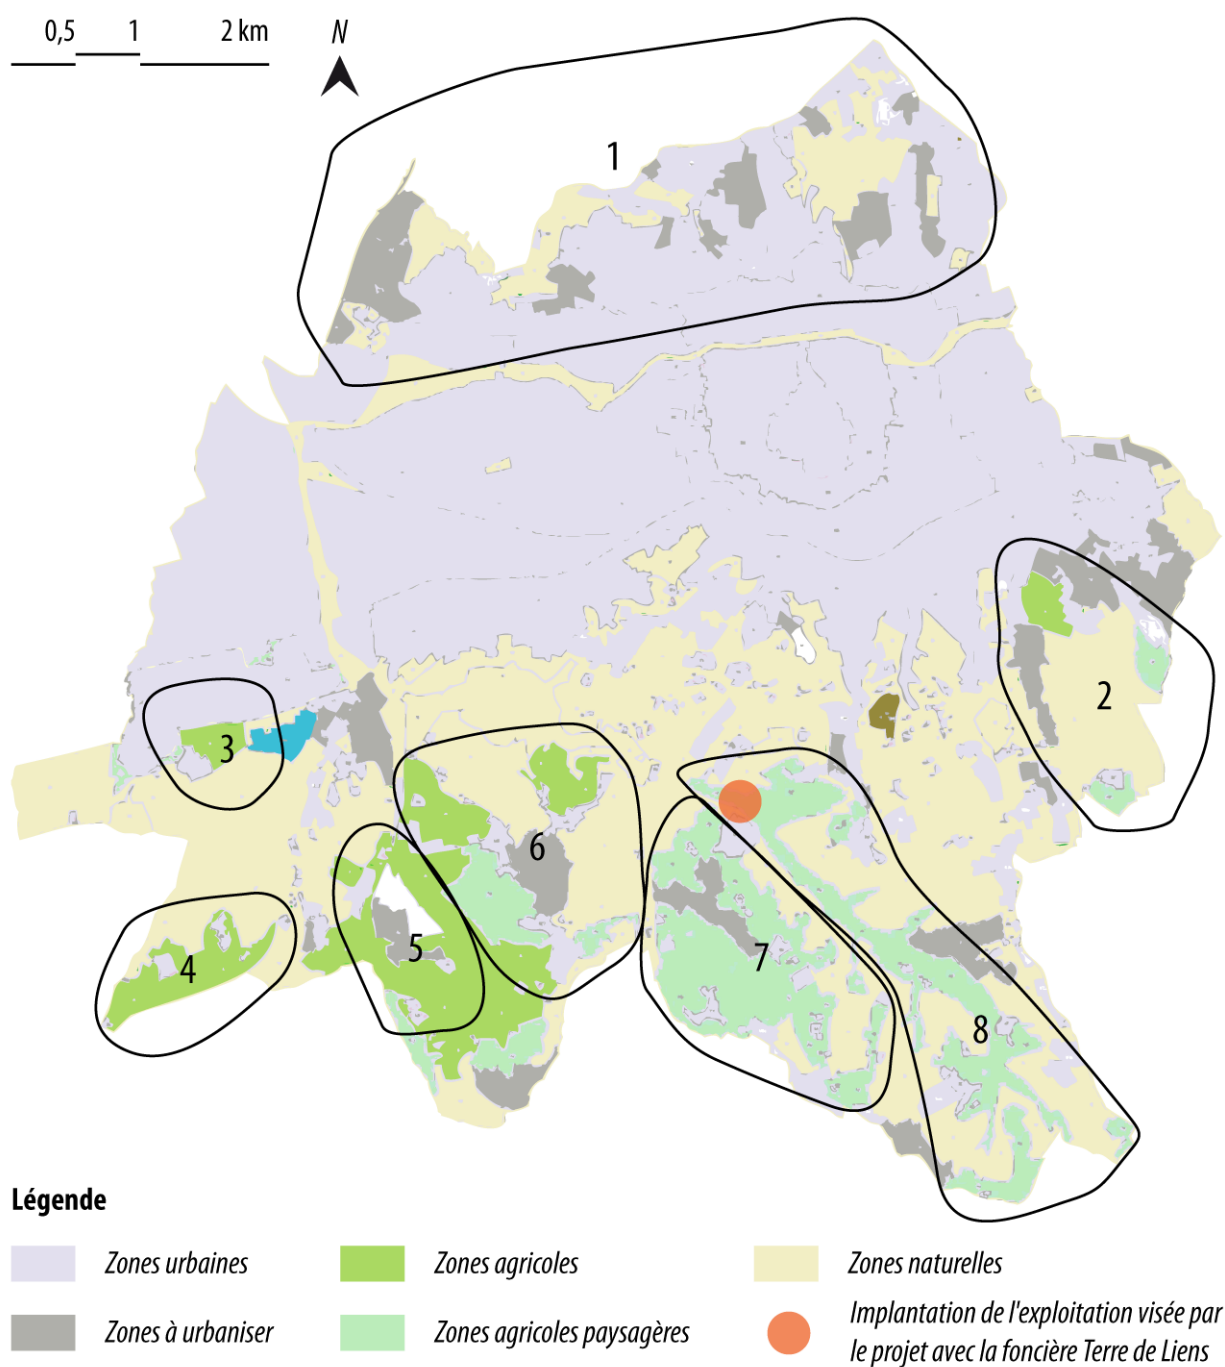 0,5 1 2 km
N
1
2
3
6
5
4
7
8
Légende
Zones urbaines
Zones agricoles
Zones naturelles
Zones à urbaniser
Zones agricoles paysagères
Implantation de l'exploitation visée par
le projet avec la foncière Terre de Liens